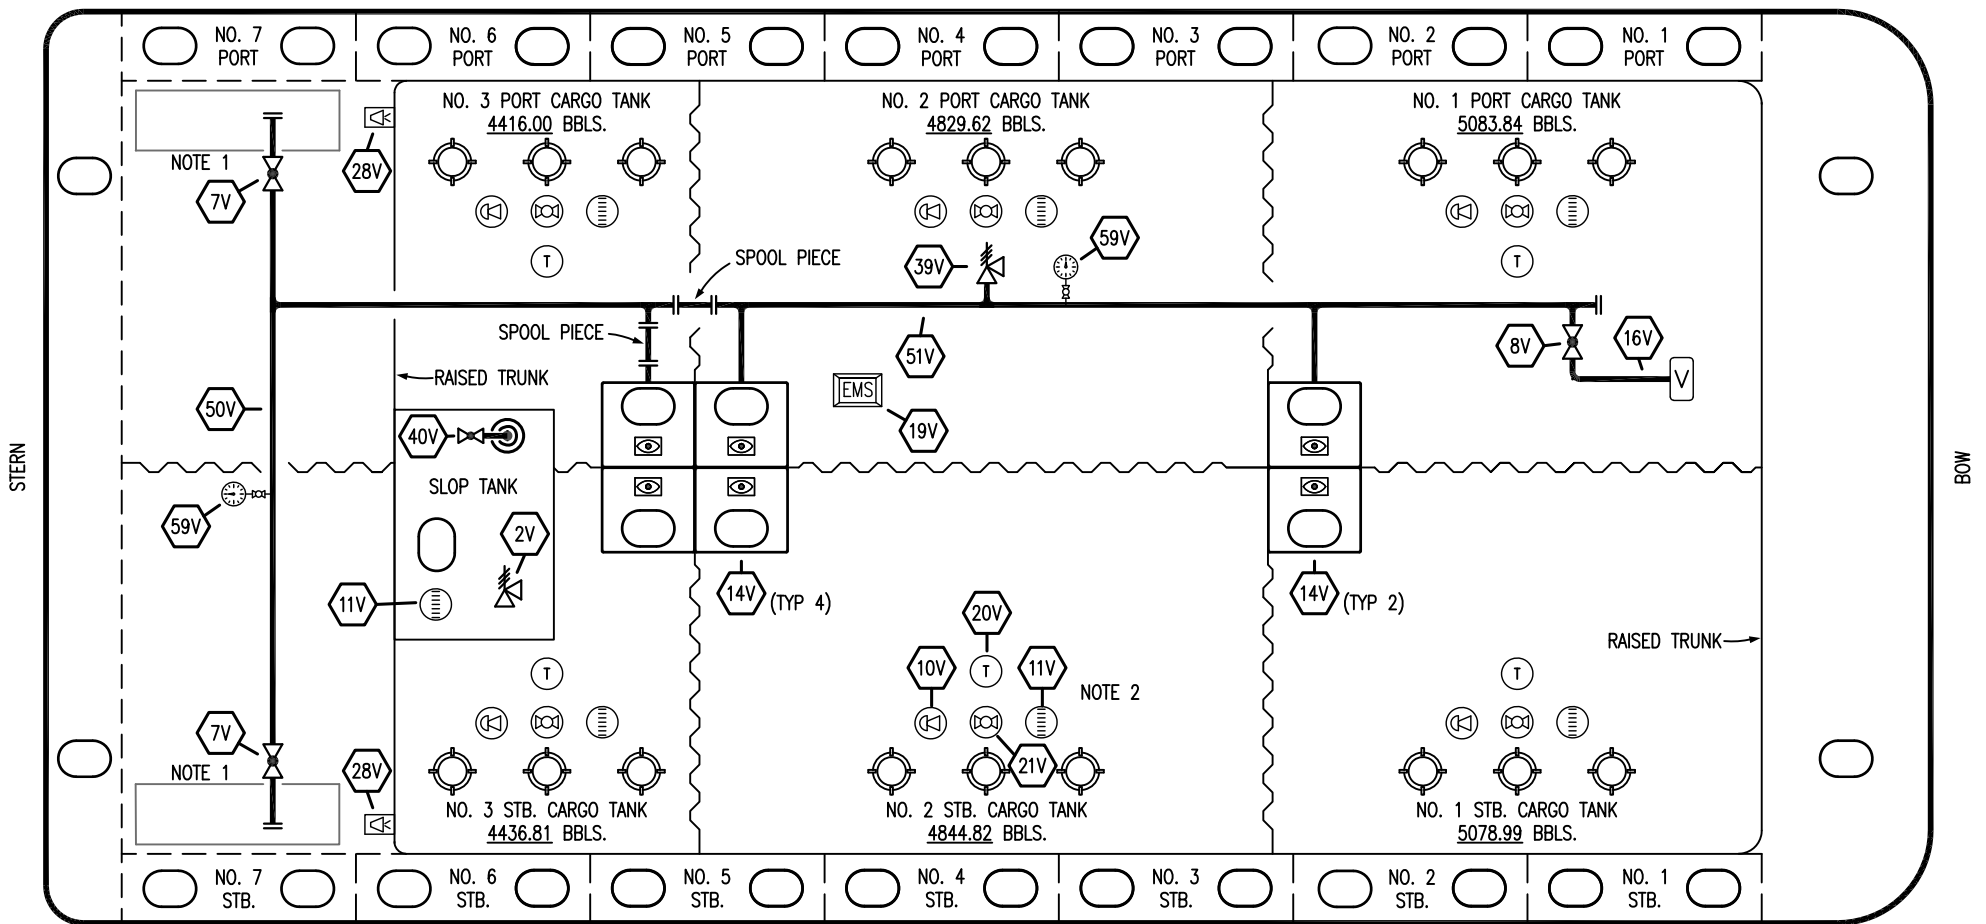 NO. 7
PORT
NO. 6
PORT
NO. 5
PORT
NO. 4
PORT
NO. 3
PORT
NO. 2
PORT
NO. 1
PORT
NO. 3 PORT CARGO TANK
4416.00 BBLS.
NO. 2 PORT CARGO TANK
4829.62 BBLS.
NO. 1 PORT CARGO TANK
5083.84 BBLS.
NOTE 1
28V
7V
T
SPOOL PIECE
39V
59V
T
SPOOL PIECE
51V
8V
16V
V
RAISED TRUNK
EMS
50V
40V
19V
STERN
BOW
SLOP TANK
59V
2V
11V
14V
(TYP 4)
14V
(TYP 2)
20V
RAISED TRUNK
T
10V
T
11V
NOTE 2
T
7V
NOTE 1
28V
21V
NO. 3 STB. CARGO TANK
4436.81 BBLS.
NO. 2 STB. CARGO TANK
4844.82 BBLS.
NO. 1 STB. CARGO TANK
5078.99 BBLS.
NO. 7
STB.
NO. 6
STB.
NO. 5
STB.
NO. 4
STB.
NO. 3
STB.
NO. 2
STB.
NO. 1
STB.